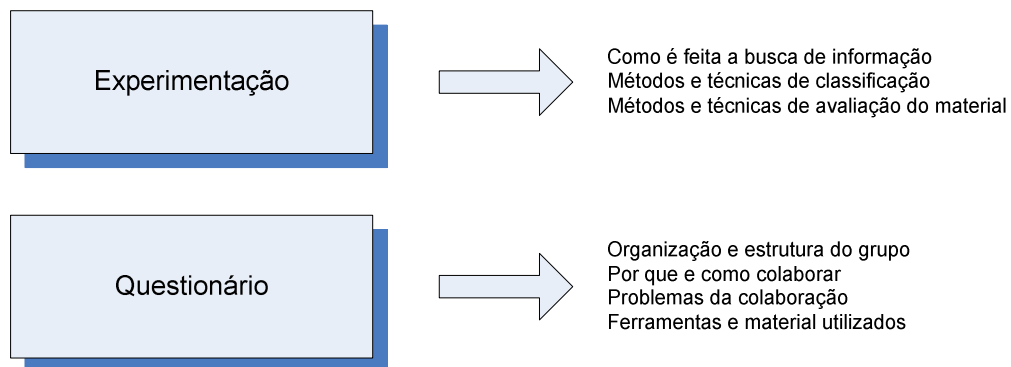 Experimentação
Como é feita a busca de informação
Métodos e técnicas de classificação
Métodos e técnicas de avaliação do material
Questionário
Organização e estrutura do grupo
Por que e como colaborar
Problemas da colaboração
Ferramentas e material utilizados